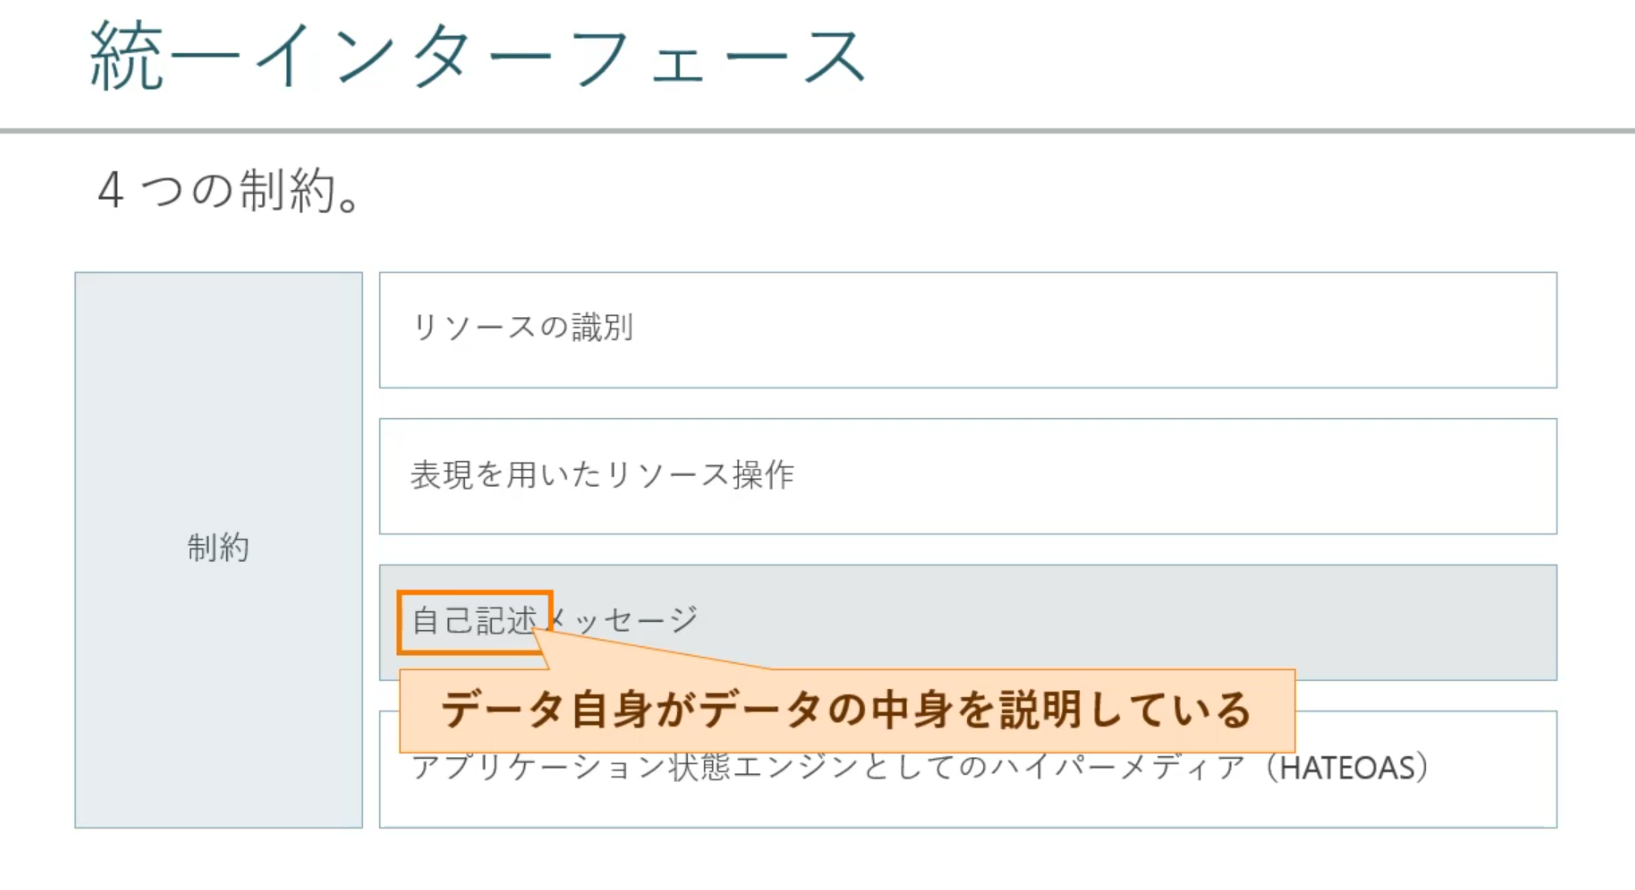 統一インターフェース
4 つの制約。
制約
リソースの識別
表現を用いたリソース操作
自己記述メッセージ
データ自身がデータの中身を説明している
アプリケーション状態エンジンとしてのハイパーメディア（HATEOAS）